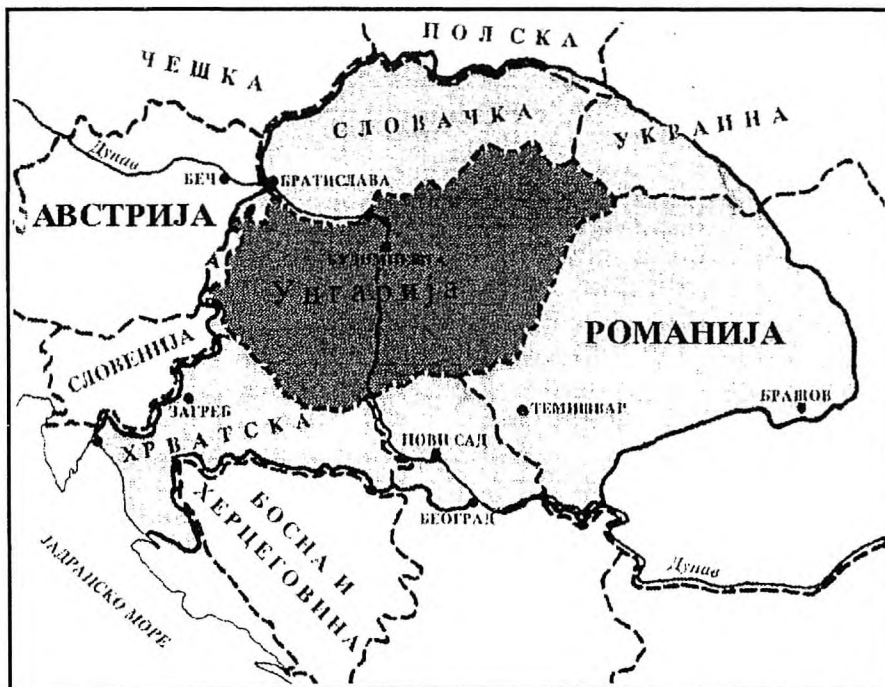 ПОЛСКА
ЧЕШКА
СЛОВАЧКА
УКРАИНА
Дунав
БЕЧ
БРАТИСЛАВА
АВСТРИЈА
Унгарија
РОМАНИЈА
СЛОВЕНИЈА
ЗАГРЕБ
ТЕМИШВАР
БРАШОВ
ХРВАТСКА
НОВИ САД
БЕОГРАД
БОСНА И
ХЕРЦЕГОВИНА
ЈАДРАНСКО МОРЕ
Дунав